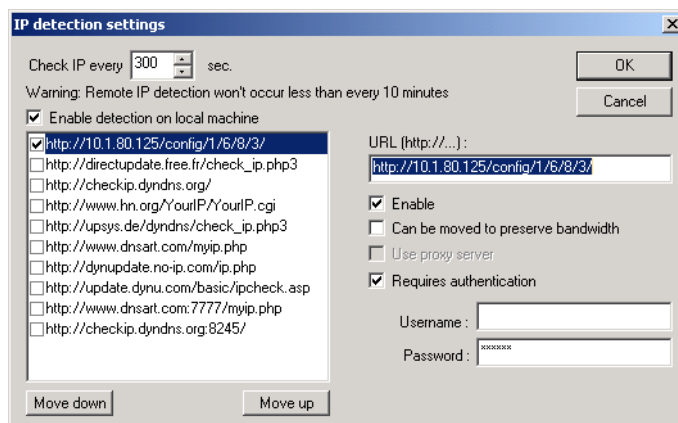 IP detection settings
Check IP every 300 sec.
OK
Warning: Remote IP detection won't occur less than every 10 minutes
Cancel
Enable detection on local machine
http://10.1.80.125/config/1/6/8/3/
http://directupdate.free.fr/check_ip.php3
http://checkip.dyndns.org/
http://www.hn.org/YourIP/YourIP.cgi
http://upsys.de/dyndns/check_ip.php3
http://www.dnsart.com/myip.php
http://dynupdate.no-ip.com/ip.php
http://update.dynu.com/basic/ipcheck.asp
http://www.dnsart.com:7777/myip.php
http://checkip.dyndns.org:8245/
Move down
Move up
URL (http://...) :
http://10.1.80.125/config/1/6/8/3/
Enable
Can be moved to preserve bandwidth
Use proxy server
Requires authentication
Username :
Password : xxxxxx